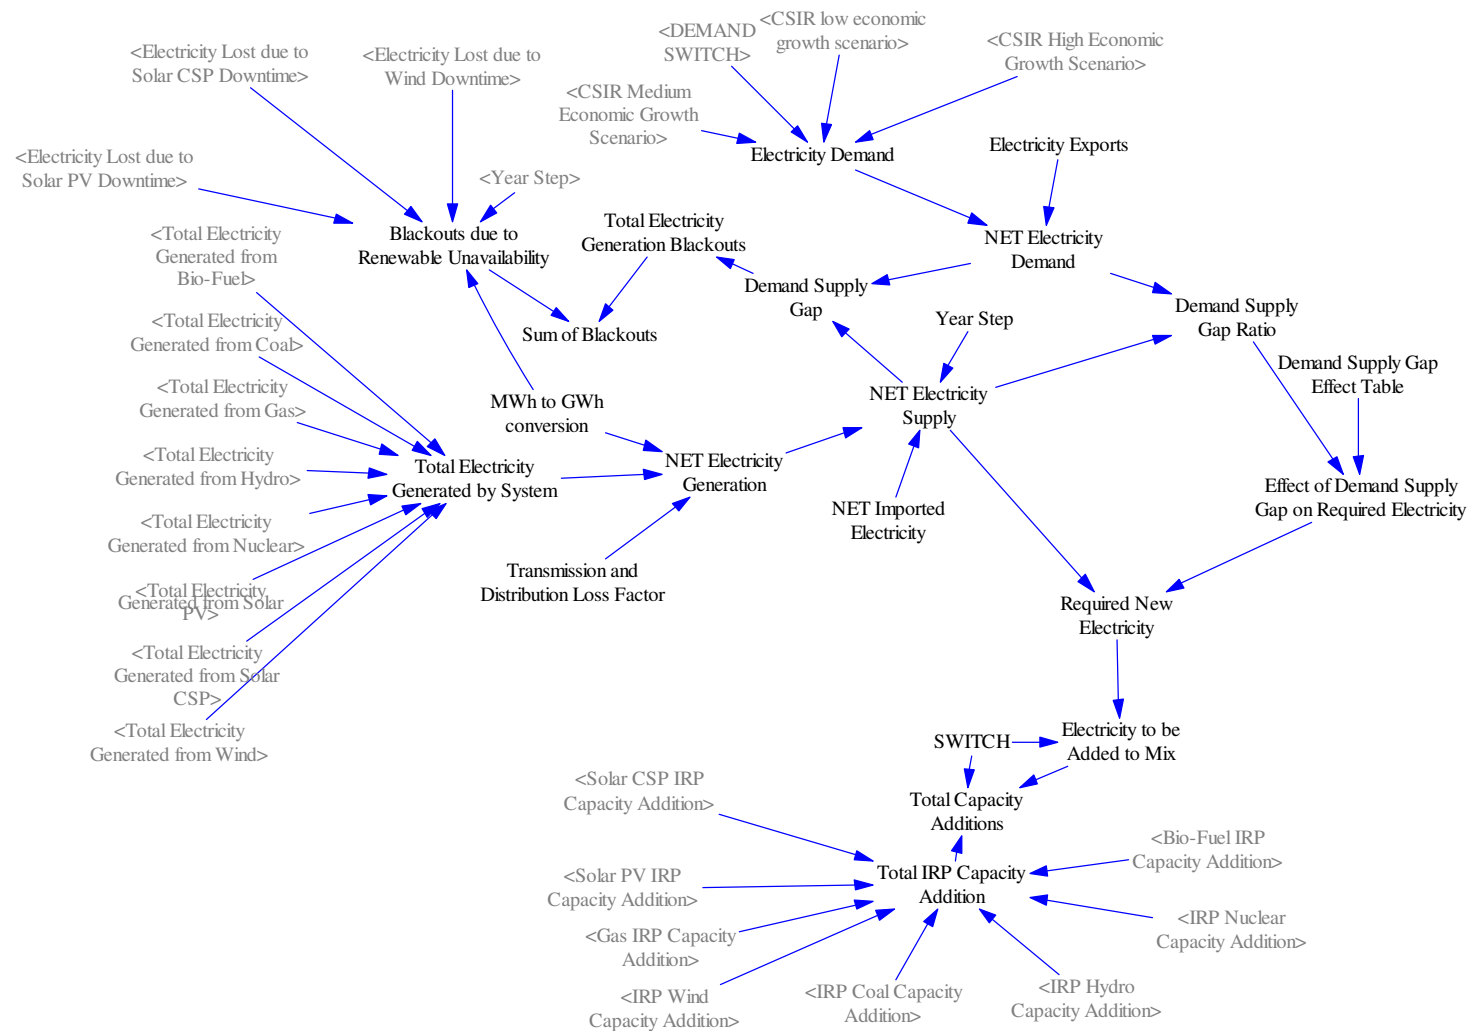 <DEMAND
SWITCH>
<CSIR low economic
growth scenario>
<CSIR High Economic
Growth Scenario>
<Electricity Lost due to
Solar CSP Downtime>
<Electricity Lost due to
Wind Downtime>
<CSIR Medium
Economic Growth
Scenario>
Electricity Demand
Electricity Exports
<Electricity Lost due to
Solar PV Downtime>
<Year Step>
<Total Electricity
Generated from
Bio-Fuel>
Blackouts due to
Renewable Unavailability
Total Electricity
Generation Blackouts
NET Electricity
Demand
Demand Supply
Gap
Demand Supply
Gap Ratio
<Total Electricity
Generated from Coal>
Sum of Blackouts
Year Step
<Total Electricity
Generated from Gas>
MWh to GWh
conversion
NET Electricity
Supply
Demand Supply Gap
Effect Table
<Total Electricity
Generated from Hydro>
Total Electricity
Generated by System
NET Electricity
Generation
Effect of Demand Supply
Gap on Required Electricity
<Total Electricity
Generated from Nuclear>
NET Imported
Electricity
<Total Electricity
Generated from Solar
PV>
Transmission and
Distribution Loss Factor
Required New
Electricity
<Total Electricity
Generated from Solar
CSP>
<Total Electricity
Generated from Wind>
SWITCH
Electricity to be
Added to Mix
<Solar CSP IRP
Capacity Addition>
Total Capacity
Additions
<Bio-Fuel IRP
Capacity Addition>
<Solar PV IRP
Capacity Addition>
Total IRP Capacity
Addition
<Gas IRP Capacity
Addition>
<IRP Nuclear
Capacity Addition>
<IRP Wind
Capacity Addition>
<IRP Coal Capacity
Addition>
<IRP Hydro
Capacity Addition>